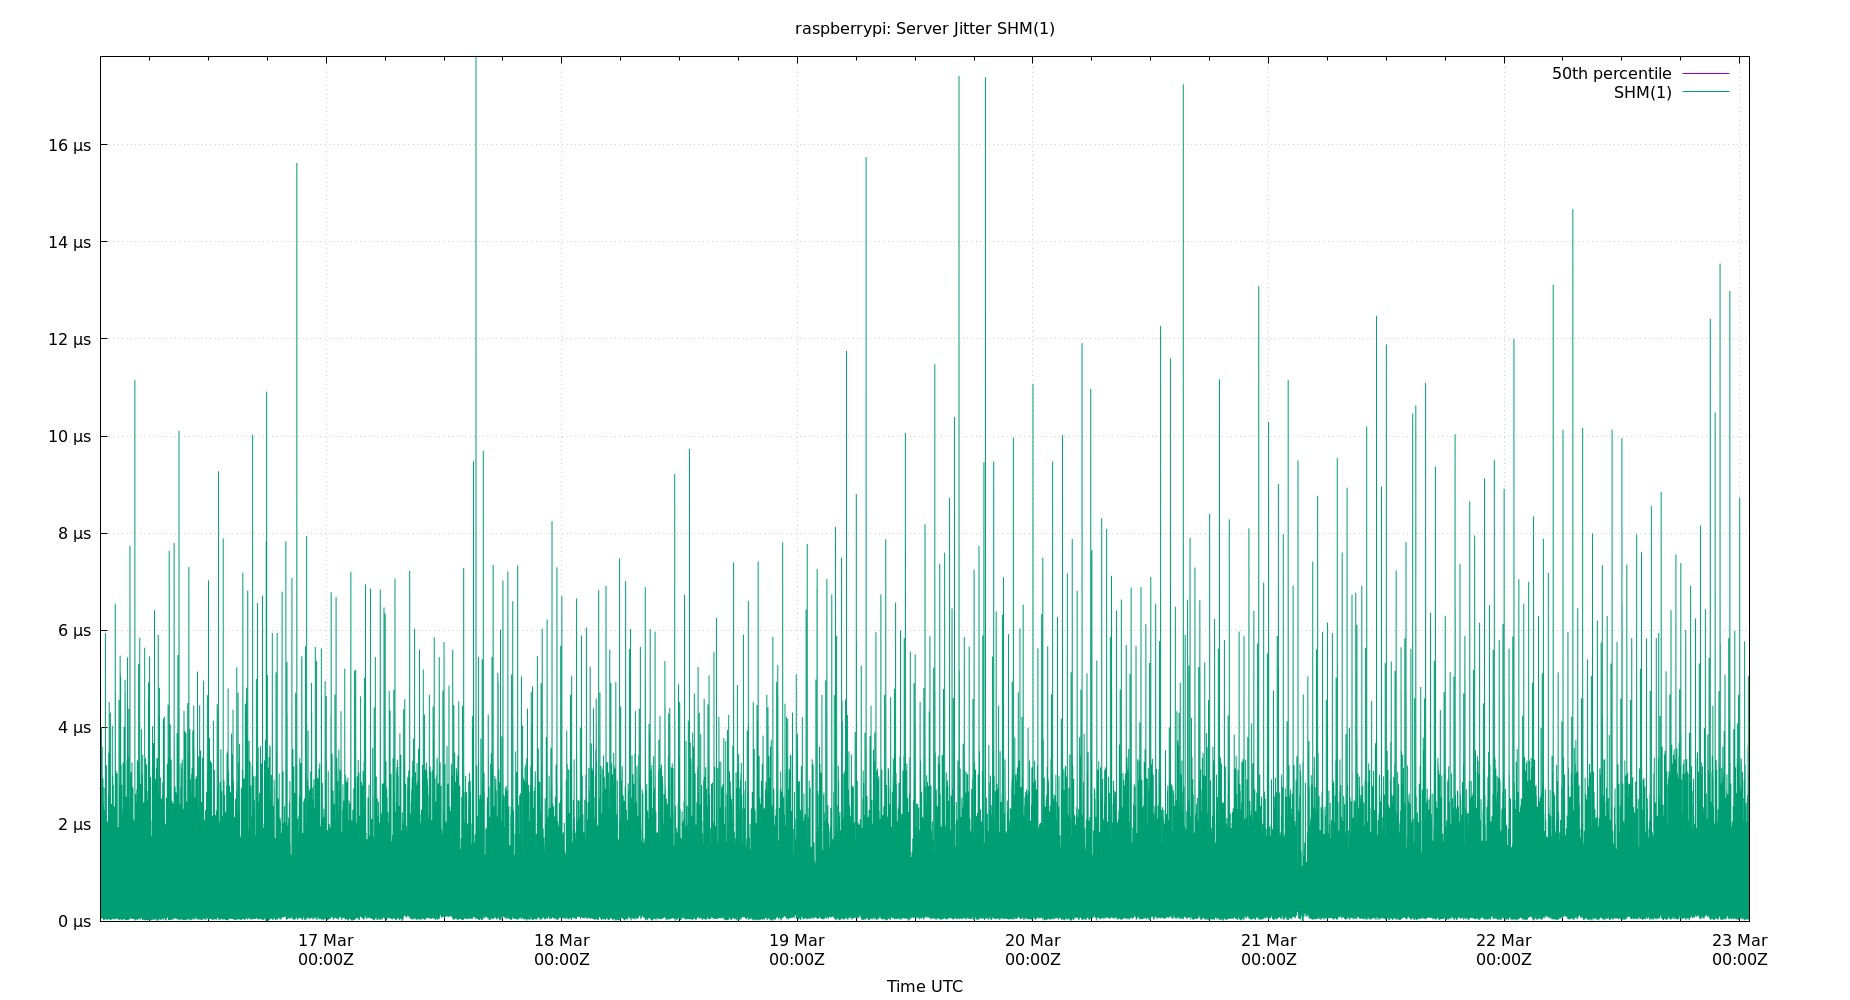 raspberrypi: Server Jitter SHM(1)
50th percentile
SHM(1)
16 µs
14 µs
12 µs
10 µs
8 µs
6 µs
4 µs
2 µs
0 µs
17 Mar 18 Mar 19 Mar 20 Mar 21 Mar 22 Mar 23 Mar
00:00Z 00:00Z 00:00Z 00:00Z 00:00Z 00:00Z 00:00Z
Time UTC